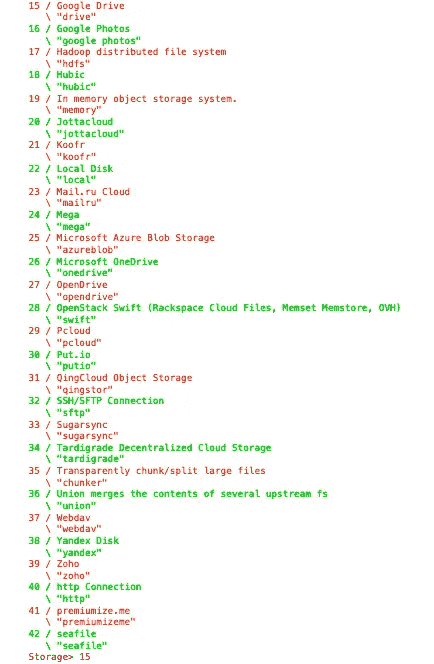 15 / Google Drive
\ "drive"
16 / Google Photos
\ "google photos"
17 / Hadoop distributed file system
\ "hdfs"
18 / Hubic
\ "hubic"
19 / In memory object storage system.
\ "memory"
20 / Jottacloud
\ "jottacloud"
21 / Koofr
\ "koofr"
22 / Local Disk
\ "local"
23 / Mail.ru Cloud
\ "mailru"
24 / Mega
\ "mega"
25 / Microsoft Azure Blob Storage
\ "azureblob"
26 / Microsoft OneDrive
\ "onedrive"
27 / OpenDrive
\ "opendrive"
28 / OpenStack Swift (Rackspace Cloud Files, Memset Memstore, OVH)
\ "swift"
29 / Pcloud
\ "pcloud"
30 / Put.io
\ "putio"
31 / QingCloud Object Storage
\ "qingstor"
32 / SSH/SFTP Connection
\ "sftp"
33 / Sugarsync
\ "sugarsync"
34 / Tardigrade Decentralized Cloud Storage
\ "tardigrade"
35 / Transparently chunk/split large files
\ "chunker"
36 / Union merges the contents of several upstream fs
\ "union"
37 / Webdav
\ "webdav"
38 / Yandex Disk
\ "yandex"
39 / Zoho
\ "zoho"
40 / http Connection
\ "http"
41 / premiumize.me
\ "premiumizeme"
42 / seafile
\ "seafile"
Storage> 15